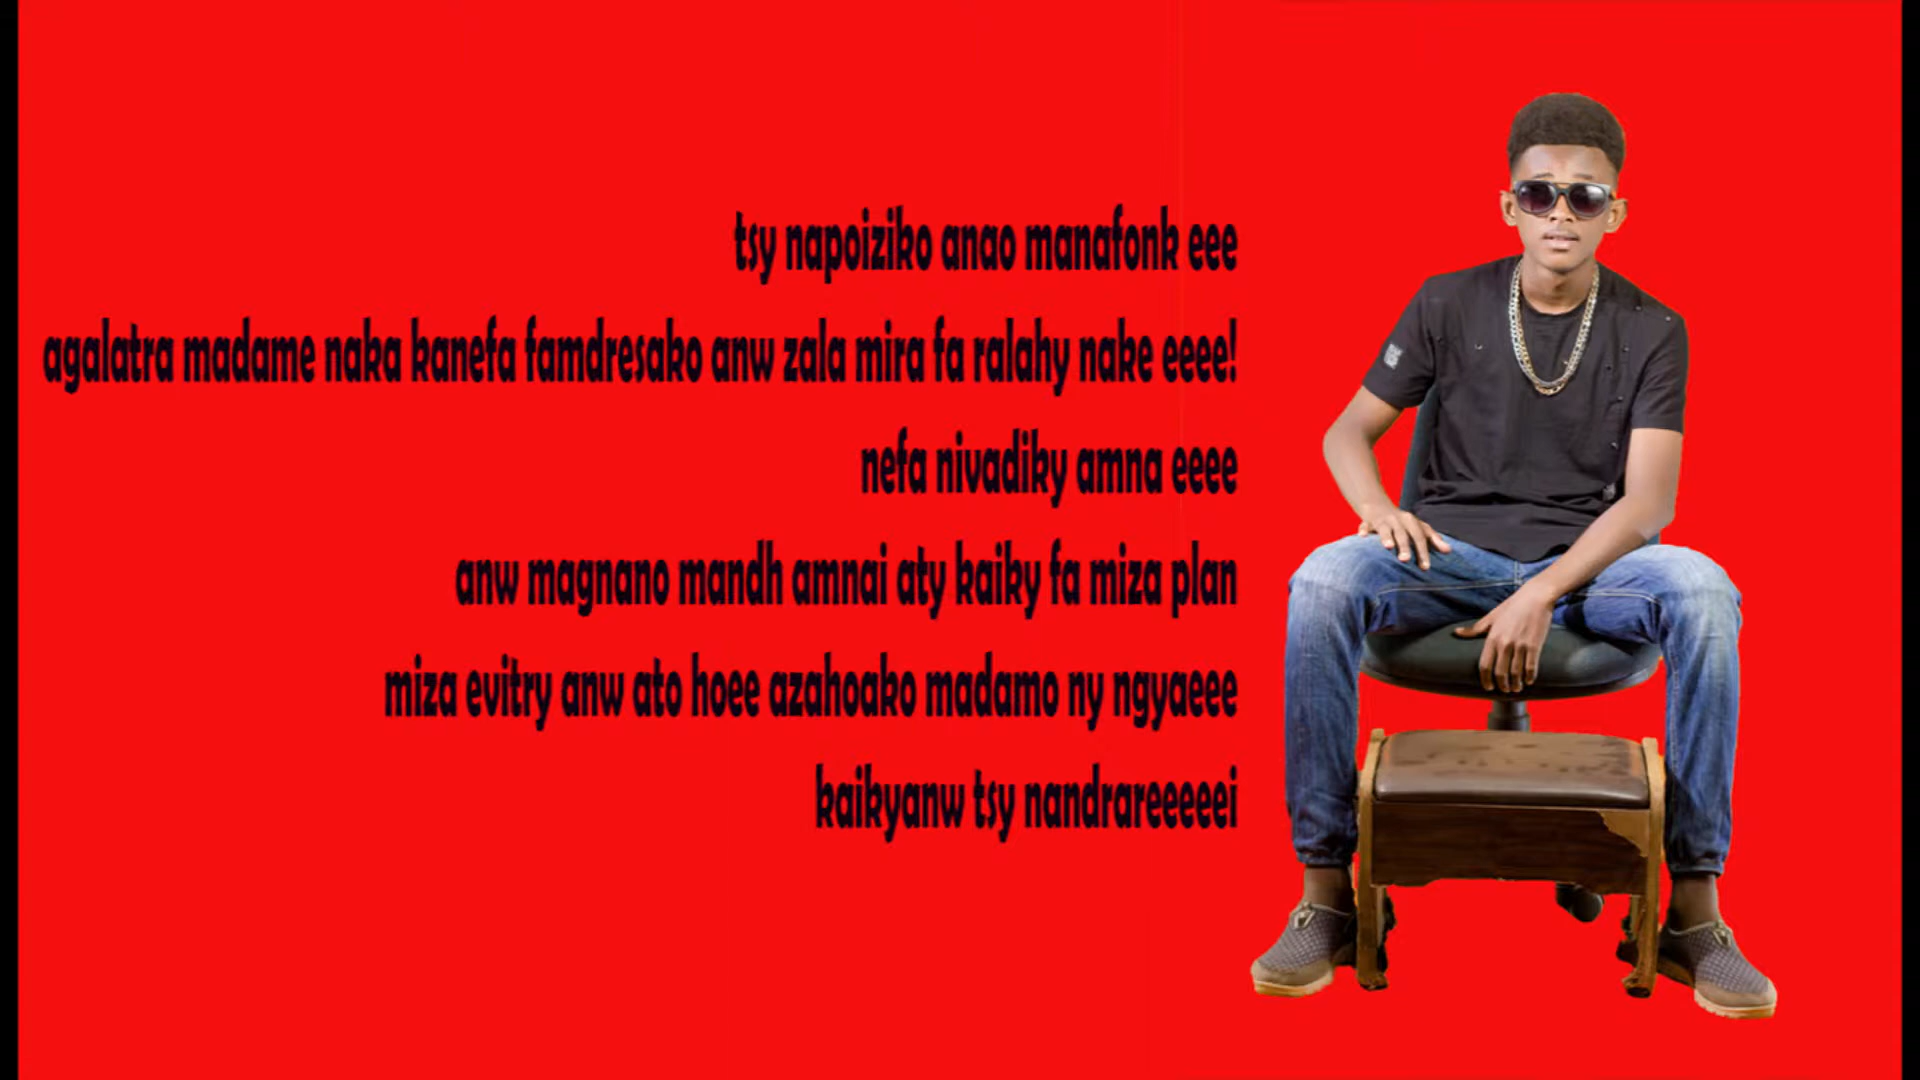 tsy napoiziko anao manafonk eee
agalatra madame naka kanefa famdresako anw zala mira fa ralahy nake eeee!
nefa nivadiky amna eeee
anw magnano mandh amnai aty kaiky fa miza plan
miza evitry anw ato hoee azahoako madamo ny ngyaeee
kaikyanw tsy nandrareeeeei